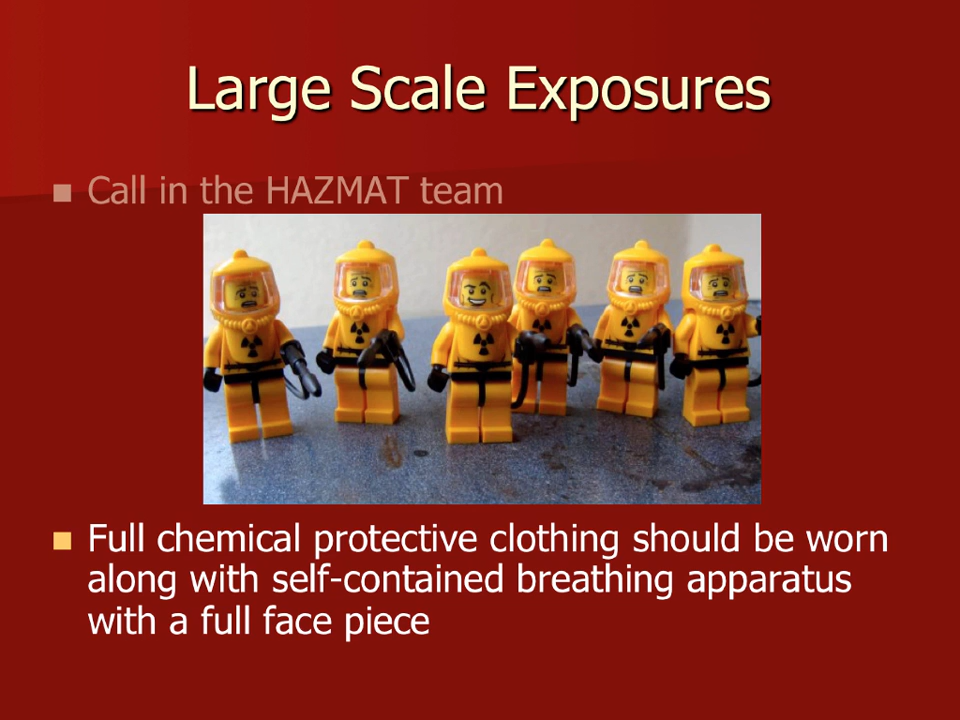 Large Scale Exposures
Call in the HAZMAT team
Full chemical protective clothing should be worn
along with self-contained breathing apparatus
with a full face piece